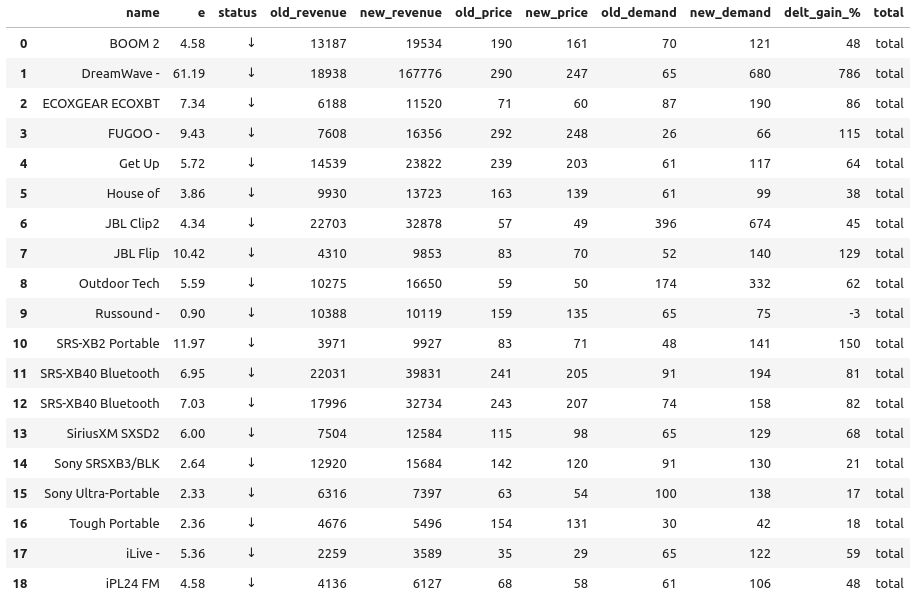 name e status old_revenue new_revenue old_price new_price old_demand new_demand delt_gain_% total
0 BOOM 2 4.58 ↓ 13187 19534 190 161 70 121 48 total
1 DreamWave - 61.19 ↓ 18938 167776 290 247 65 680 786 total
2 ECOXGEAR ECOXBT 7.34 ↓ 6188 11520 71 60 87 190 86 total
3 FUGOO - 9.43 ↓ 7608 16356 292 248 26 66 115 total
4 Get Up 5.72 ↓ 14539 23822 239 203 61 117 64 total
5 House of 3.86 ↓ 9930 13723 163 139 61 99 38 total
6 JBL Clip2 4.34 ↓ 22703 32878 57 49 396 674 45 total
7 JBL Flip 10.42 ↓ 4310 9853 83 70 52 140 129 total
8 Outdoor Tech 5.59 ↓ 10275 16650 59 50 174 332 62 total
9 Russound - 0.90 ↓ 10388 10119 159 135 65 75 -3 total
10 SRS-XB2 Portable 11.97 ↓ 3971 9927 83 71 48 141 150 total
11 SRS-XB40 Bluetooth 6.95 ↓ 22031 39831 241 205 91 194 81 total
12 SRS-XB40 Bluetooth 7.03 ↓ 17996 32734 243 207 74 158 82 total
13 SiriusXM SXSD2 6.00 ↓ 7504 12584 115 98 65 129 68 total
14 Sony SRSXB3/BLK 2.64 ↓ 12920 15684 142 120 91 130 21 total
15 Sony Ultra-Portable 2.33 ↓ 6316 7397 63 54 100 138 17 total
16 Tough Portable 2.36 ↓ 4676 5496 154 131 30 42 18 total
17 iLive - 5.36 ↓ 2259 3589 35 29 65 122 59 total
18 iPL24 FM 4.58 ↓ 4136 6127 68 58 61 106 48 total